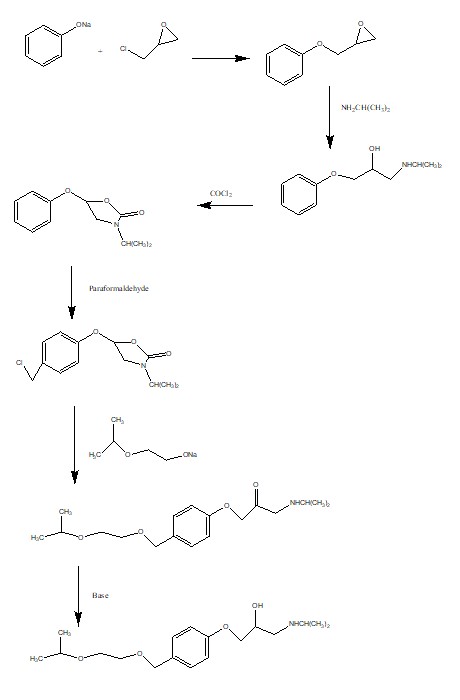 ONa
O
+
Cl
O
O
NH2CH(CH3)2
OH
O
NHCH(CH3)2
COCl2
O
O
O
N
CH(CH3)2
Paraformaldehyde
Cl
O
O
O
N
CH(CH3)2
CH3
H3C
O
ONa
O
CH3
H3C
O
O
O
NHCH(CH3)2
Base
OH
CH3
H3C
O
O
O
NHCH(CH3)2